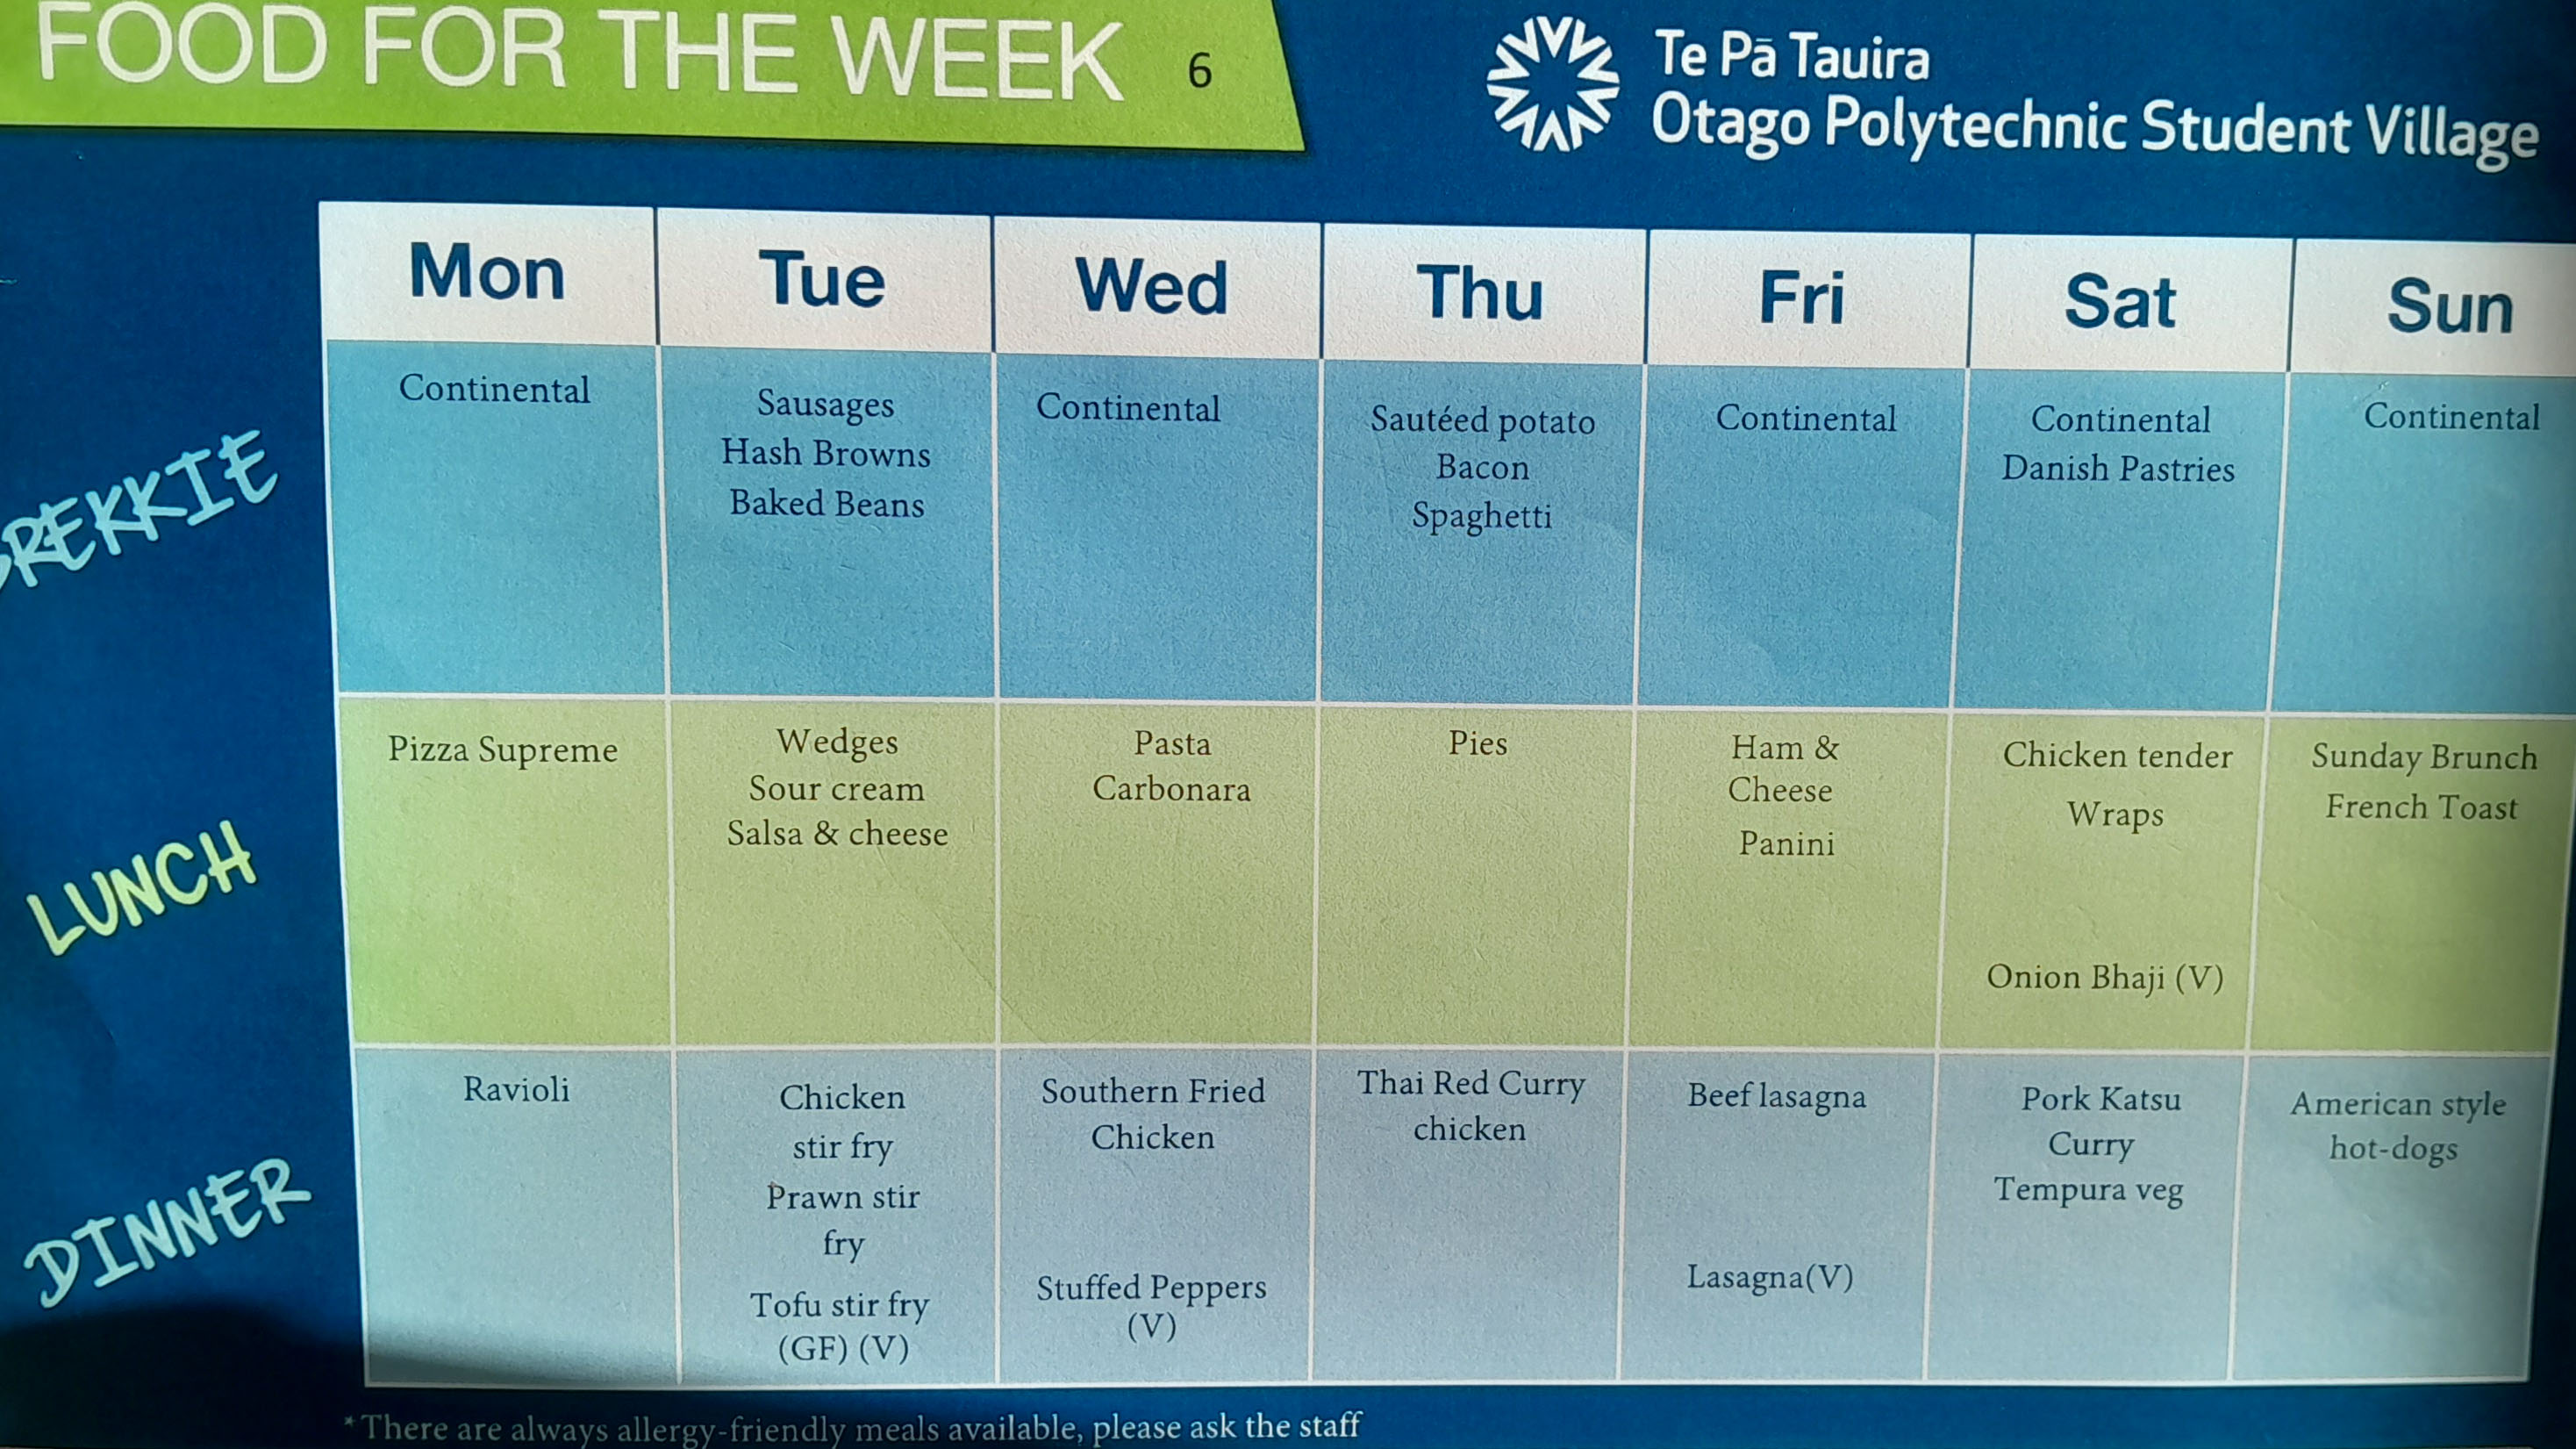 FOOD FOR THE WEEK 6
Te Pā Tauira
Otago Polytechnic Student Village
Mon
Tue
Wed
Thu
Fri
Sat
Sun
BREKKIE
Continental
Sausages
Hash Browns
Baked Beans
Continental
Sautéed potato
Bacon
Spaghetti
Continental
Continental
Danish Pastries
Continental
LUNCH
Pizza Supreme
Wedges
Sour cream
Salsa & cheese
Pasta
Carbonara
Pies
Ham &
Cheese
Panini
Chicken tender
Wraps
Onion Bhaji (V)
Sunday Brunch
French Toast
DINNER
Ravioli
Chicken
stir fry
Prawn stir
fry
Tofu stir fry
(GF) (V)
Southern Fried
Chicken
Stuffed Peppers
(V)
Thai Red Curry
chicken
Beef lasagna
Lasagna(V)
Pork Katsu
Curry
Tempura veg
American style
hot-dogs
*There are always allergy-friendly meals available, please ask the staff